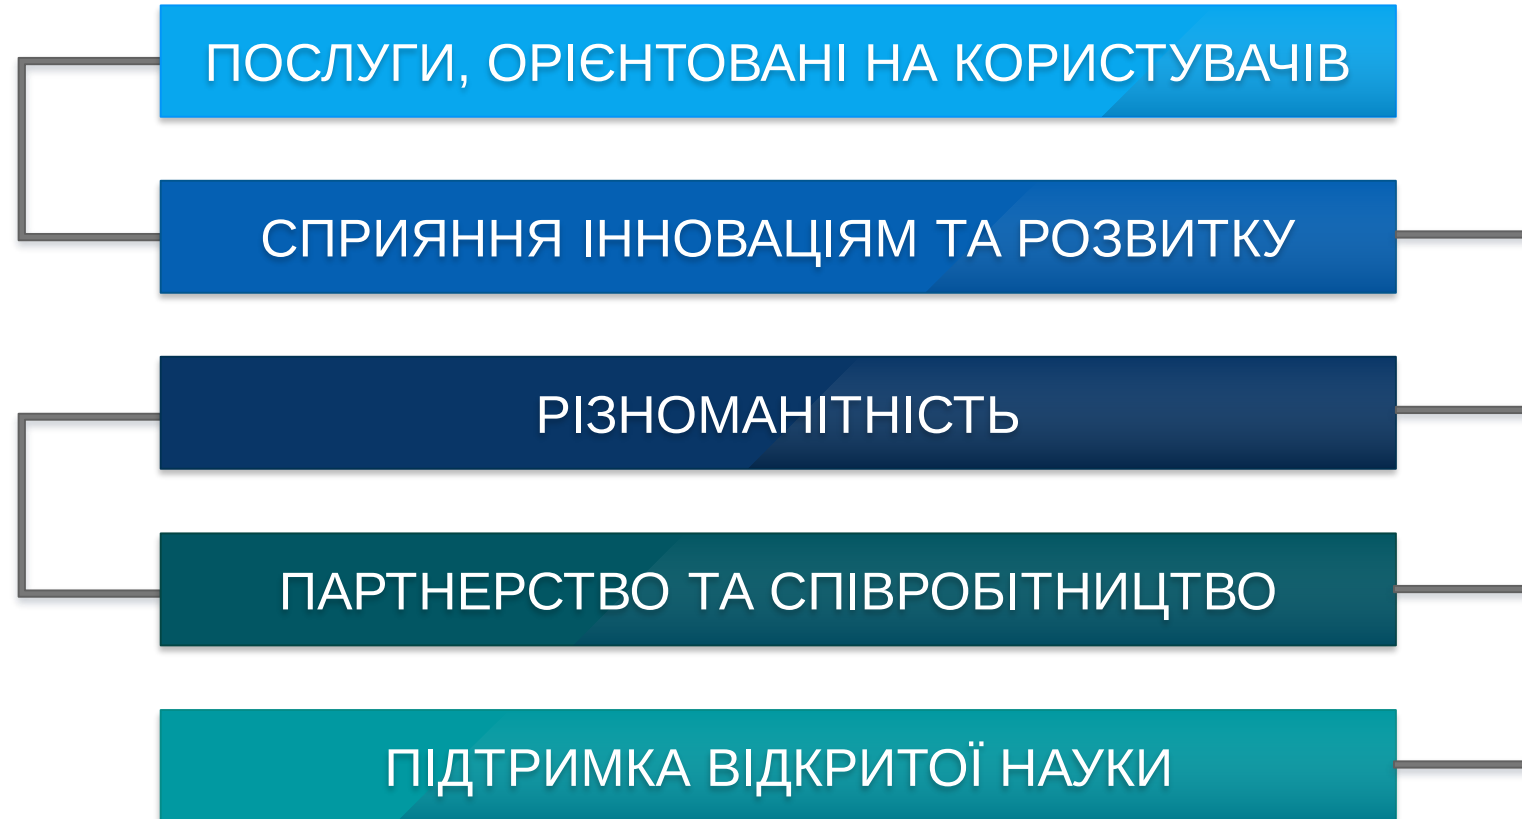 ПОСЛУГИ, ОРІЄНТОВАНІ НА КОРИСТУВАЧІВ
СПРИЯННЯ ІННОВАЦІЯМ ТА РОЗВИТКУ
РІЗНОМАНІТНІСТЬ
ПАРТНЕРСТВО ТА СПІВРОБІТНИЦТВО
ПІДТРИМКА ВІДКРИТОЇ НАУКИ